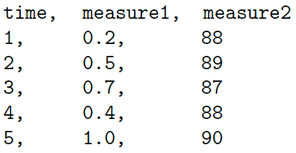 time, measure1, measure2
1, 0.2, 88
2, 0.5, 89
3, 0.7, 87
4, 0.4, 88
5, 1.0, 90